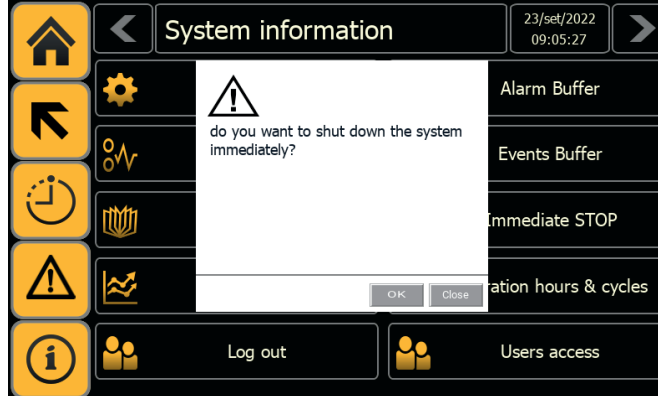 System information
23/set/2022
09:05:27
Alarm Buffer
do you want to shut down the system
immediately?
Events Buffer
Immediate STOP
ration hours & cycles
OK
Close
Log out
Users access